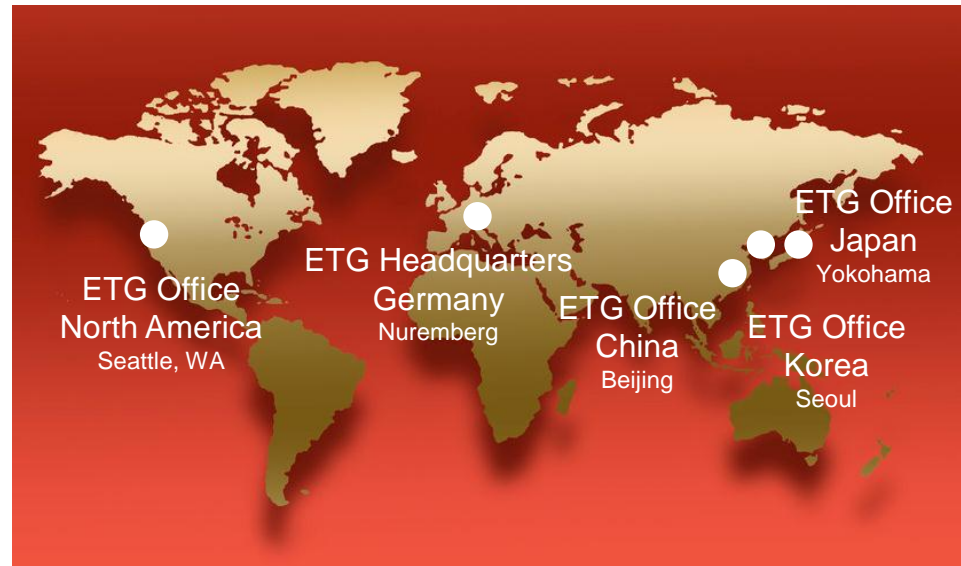 ETG Office
North America
Seattle, WA
ETG Headquarters
Germany
Nuremberg
ETG Office
China
Beijing
ETG Office
Japan
Yokohama
ETG Office
Korea
Seoul